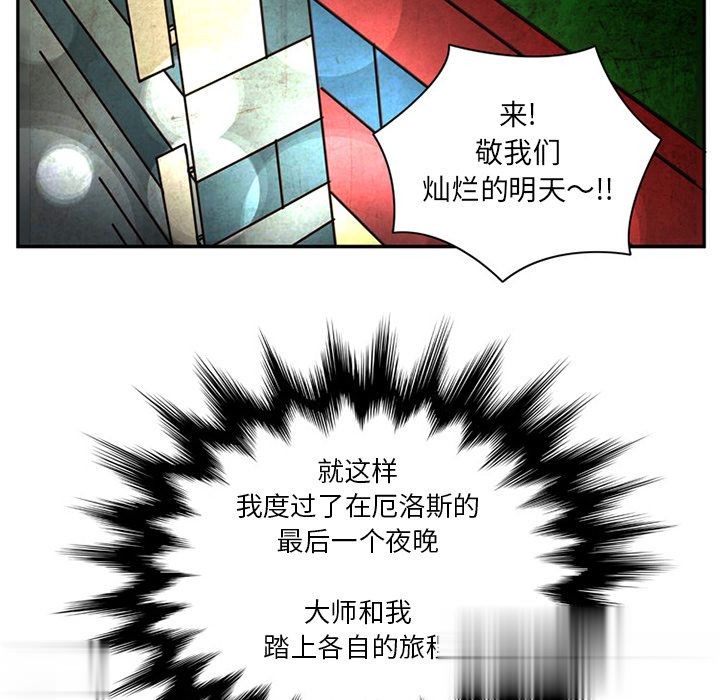 来!
敬我们
灿烂的明天～!!
就这样
我度过了在厄洛斯的
最后一个夜晚
大师和我
踏上各自的旅程